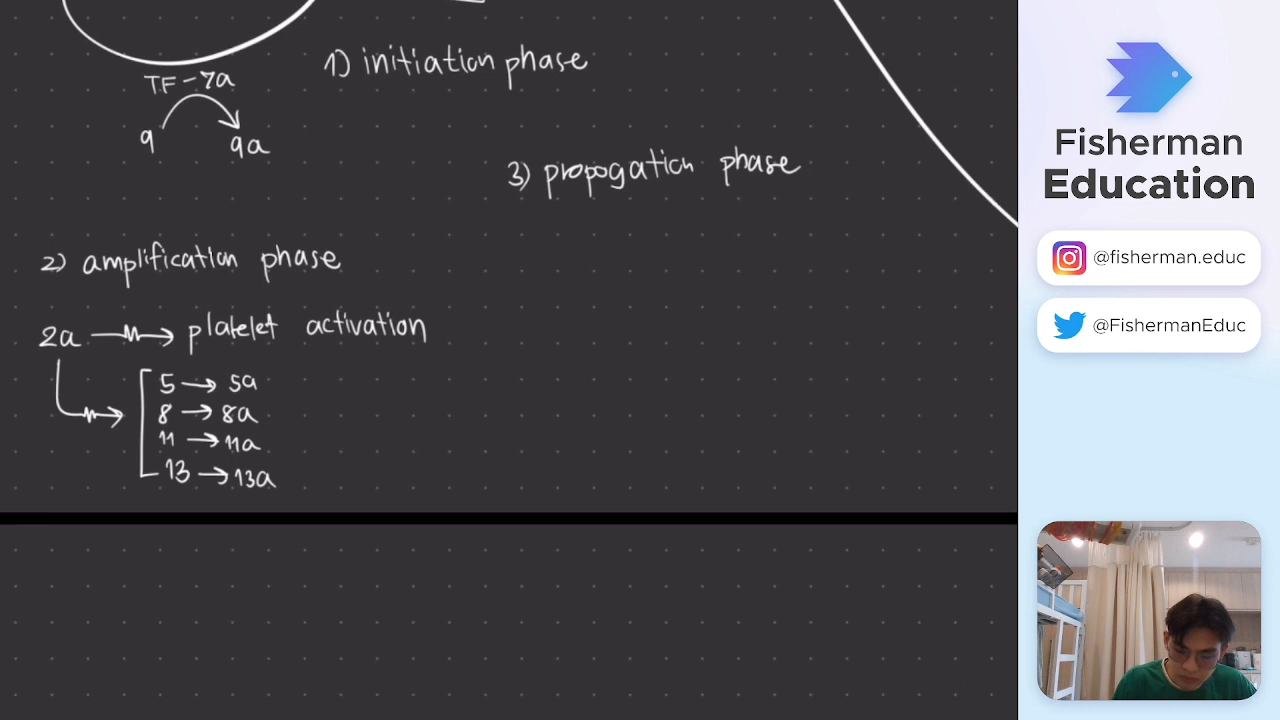 1) initiation phase
TF-7a
9 9a
3) propogation phase
2) amplification phase
2a → platelet activation
5 → 5a
8 → 8a
11 → 11a
13 → 13a
Fisherman
Education
@fisherman.educ
@FishermanEduc